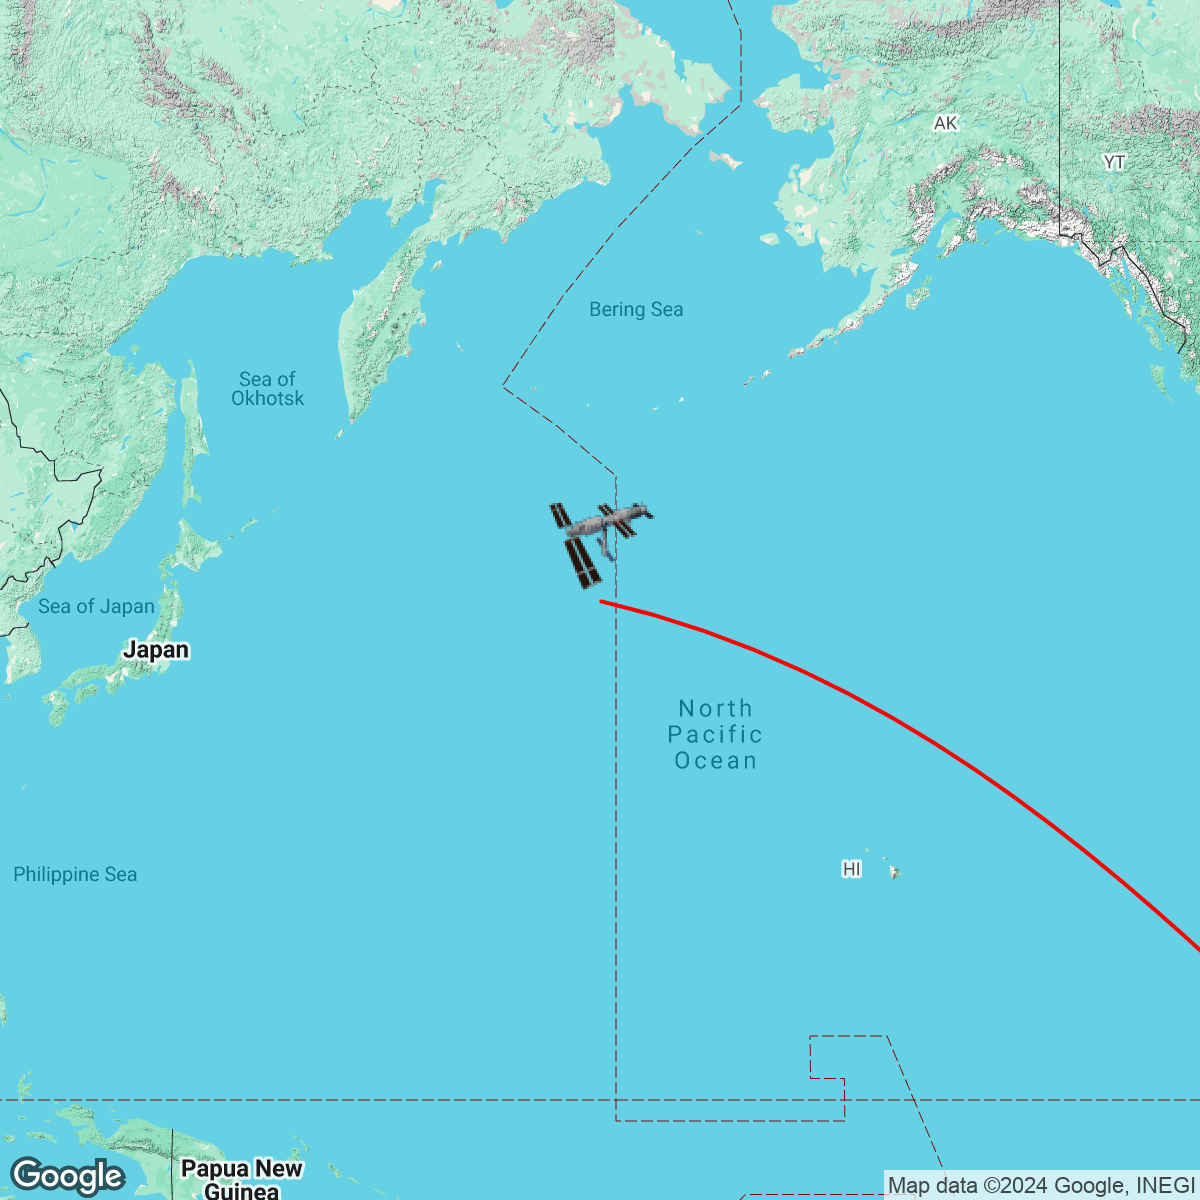 AK
YT
Bering Sea
Sea of
Okhotsk
Sea of Japan
Japan
North
Pacific
Ocean
HI
Philippine Sea
Papua New
Guinea
Google
Map data ©2024 Google, INEGI